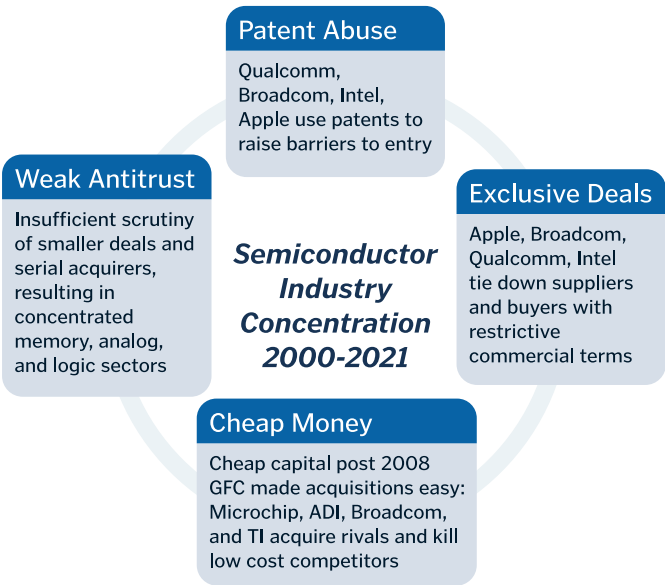 Patent Abuse
Qualcomm,
Broadcom, Intel,
Apple use patents to
raise barriers to entry
Weak Antitrust
Insufficient scrutiny
of smaller deals and
serial acquirers,
resulting in
concentrated
memory, analog,
and logic sectors
Semiconductor
Industry
Concentration
2000-2021
Exclusive Deals
Apple, Broadcom,
Qualcomm, Intel
tie down suppliers
and buyers with
restrictive
commercial terms
Cheap Money
Cheap capital post 2008
GFC made acquisitions easy:
Microchip, ADI, Broadcom,
and TI acquire rivals and kill
low cost competitors